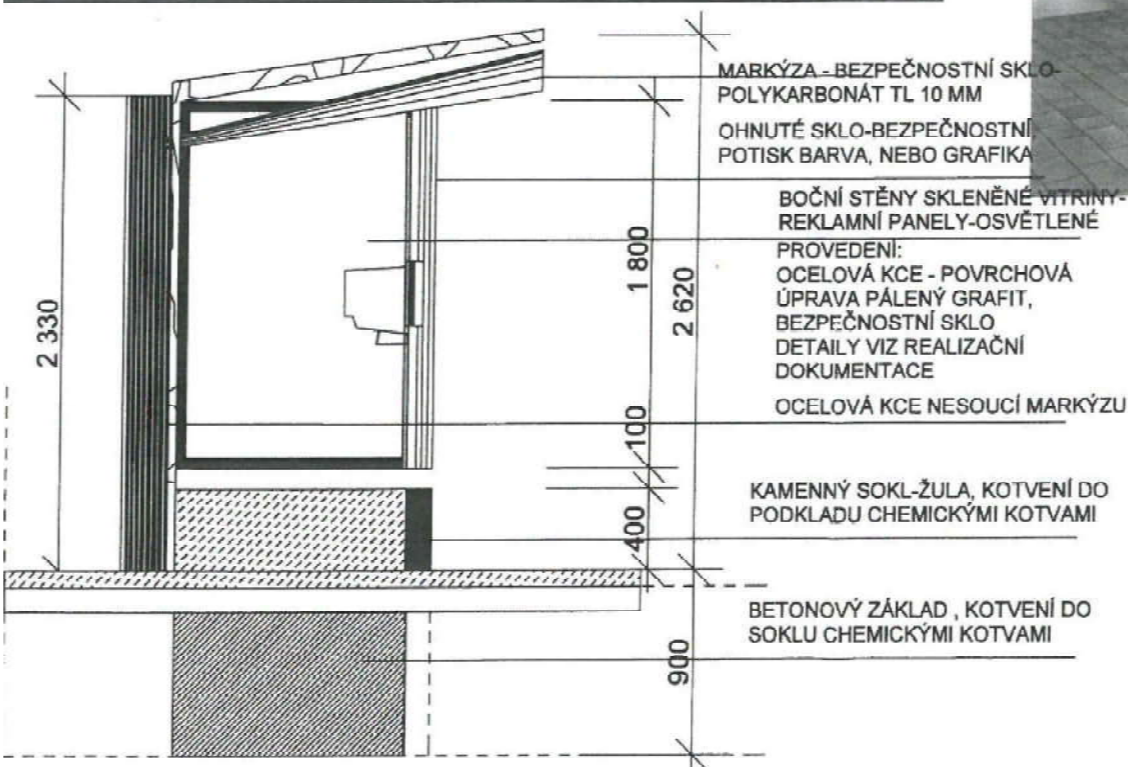 MARKÝZA - BEZPEČNOSTNÍ SKLO-
POLYKARBONÁT TL 10 MM
OHNUTÉ SKLO-BEZPEČNOSTNÍ
POTISK BARVA, NEBO GRAFIKA
BOČNÍ STĚNY SKLENĚNÉ VITRINY-
REKLAMNÍ PANELY-OSVĚTLENÉ
PROVEDENÍ:
OCELOVÁ KCE - POVRCHOVÁ
ÚPRAVA PÁLENÝ GRAFIT,
BEZPEČNOSTNÍ SKLO
DETAILY VIZ REALIZAČNÍ
DOKUMENTACE
OCELOVÁ KCE NESOUCÍ MARKÝZU
KAMENNÝ SOKL-ŽULA, KOTVENÍ DO
PODKLADU CHEMICKÝMI KOTVAMI
BETONOVÝ ZÁKLAD , KOTVENÍ DO
SOKLU CHEMICKÝMI KOTVAMI
2 330
1 800
2 620
100
400
900